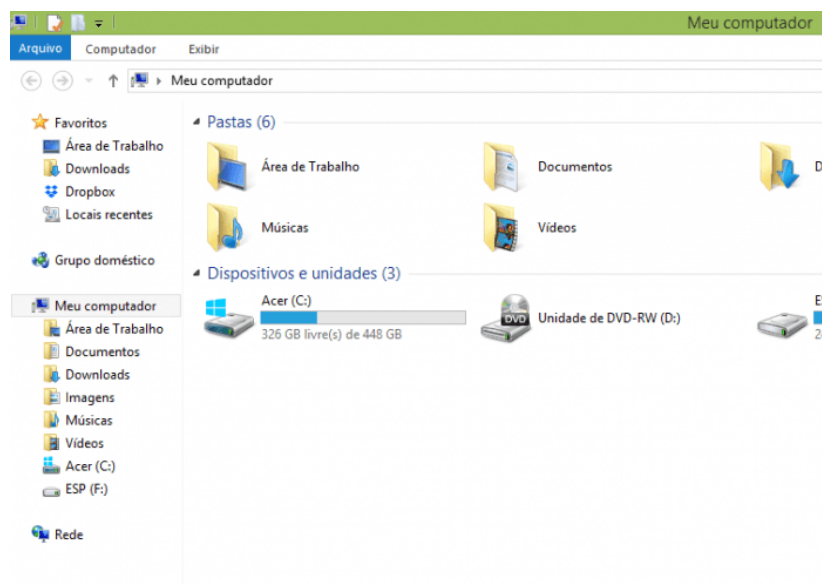 Meu computador
Arquivo Computador Exibir
Meu computador
Favoritos
Área de Trabalho
Downloads
Dropbox
Locais recentes
Grupo doméstico
Meu computador
Área de Trabalho
Documentos
Downloads
Imagens
Músicas
Vídeos
Acer (C:)
ESP (F:)
Rede
Pastas (6)
Área de Trabalho
Documentos
Músicas
Vídeos
Dispositivos e unidades (3)
Acer (C:)
326 GB livre(s) de 448 GB
DVD
Unidade de DVD-RW (D:)